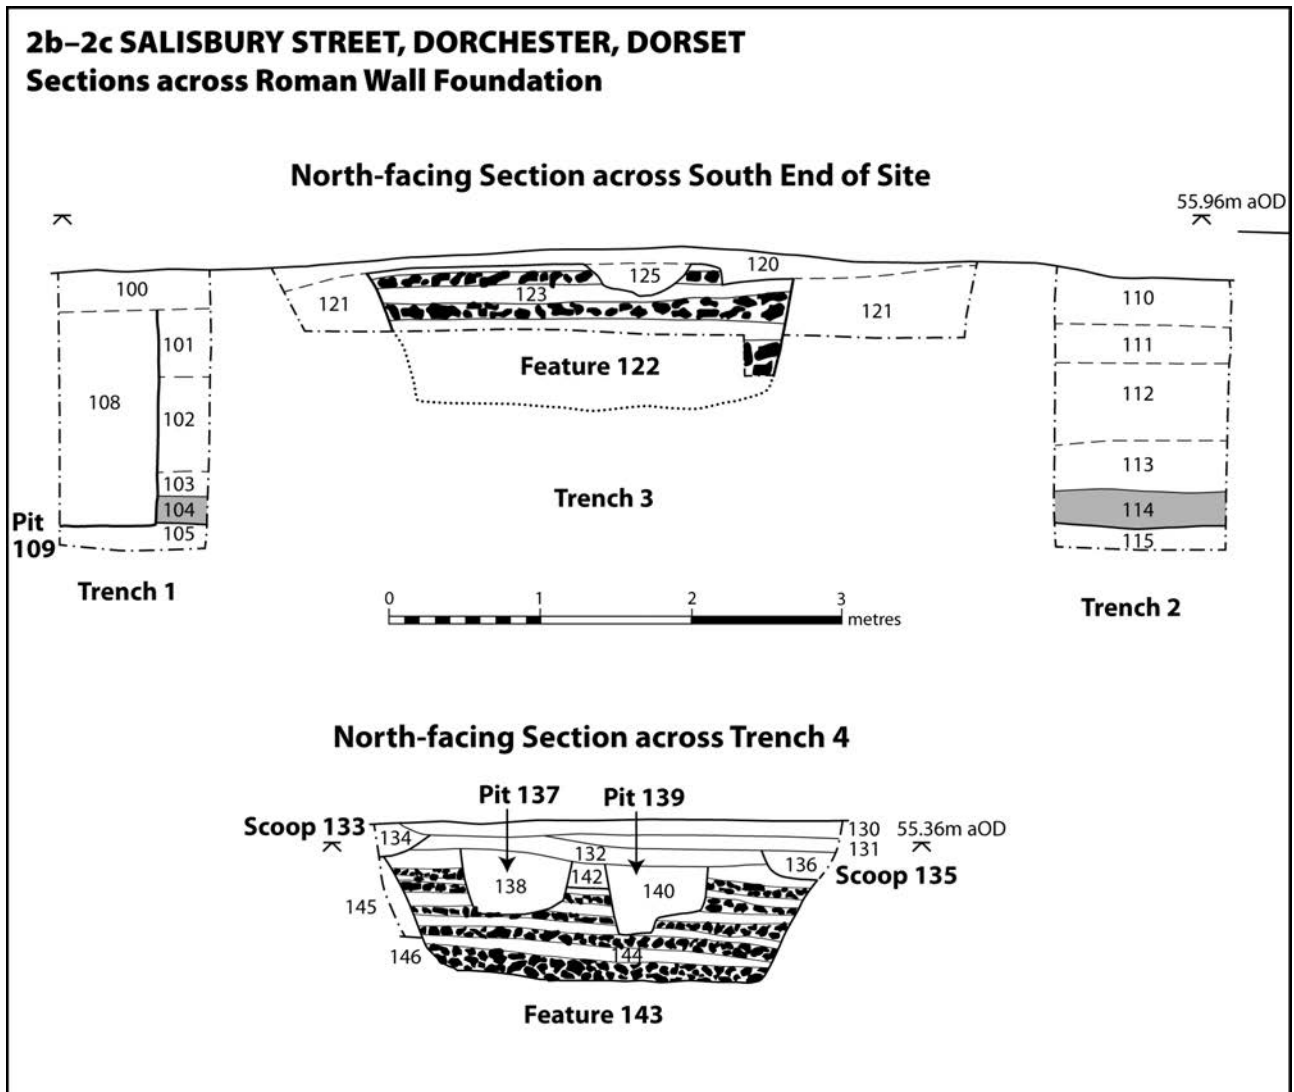 2b–2c SALISBURY STREET, DORCHESTER, DORSET
Sections across Roman Wall Foundation
North-facing Section across South End of Site
55.96m aOD
100
101
108
102
103
104
105
Pit
109
Trench 1
121
123
125
120
121
Feature 122
Trench 3
110
111
112
113
114
115
Trench 2
0 1 2 3
metres
North-facing Section across Trench 4
Pit 137 Pit 139
Scoop 133
134
130
131
55.36m aOD
132
136
Scoop 135
138
142
140
145
146
144
Feature 143